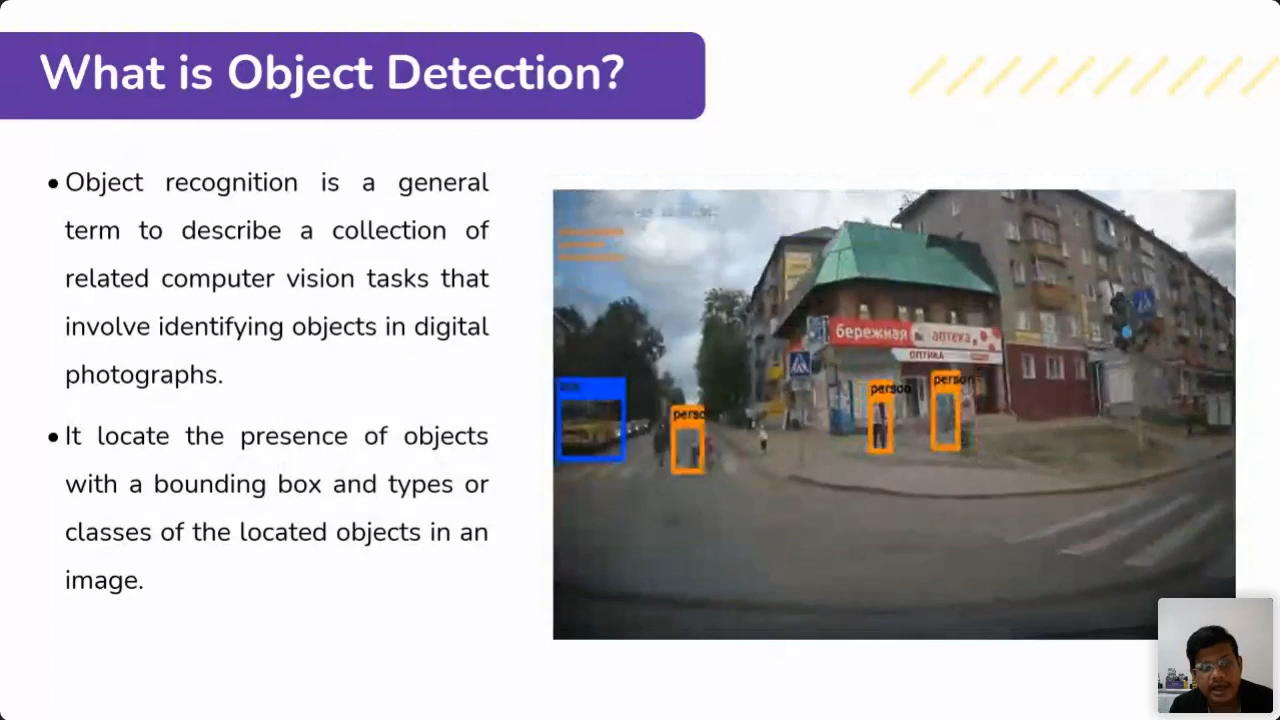 What is Object Detection?
• Object recognition is a general
term to describe a collection of
related computer vision tasks that
involve identifying objects in digital
photographs.
• It locate the presence of objects
with a bounding box and types or
classes of the located objects in an
image.
бережная аптека
ОПТИКА
person
person
perso